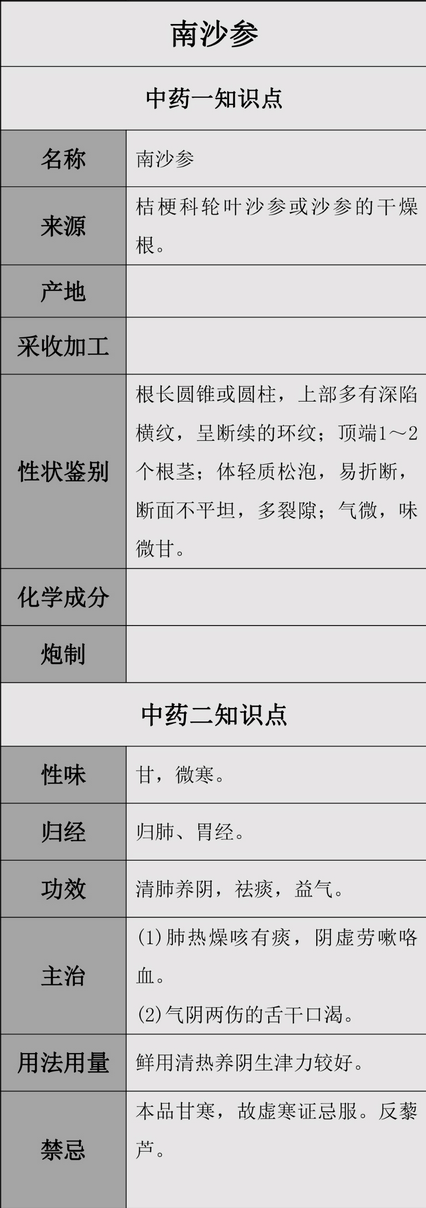 南沙参
中药一知识点
名称
南沙参
来源
桔梗科轮叶沙参或沙参的干燥
根。
产地
采收加工
性状鉴别
根长圆锥或圆柱，上部多有深陷
横纹，呈断续的环纹；顶端1～2
个根茎；体轻质松泡，易折断，
断面不平坦，多裂隙；气微，味
微甘。
化学成分
炮制
中药二知识点
性味
甘，微寒。
归经
归肺、胃经。
功效
清肺养阴，祛痰，益气。
主治
(1)肺热燥咳有痰，阴虚劳嗽咯
血。
(2)气阴两伤的舌干口渴。
用法用量
鲜用清热养阴生津力较好。
禁忌
本品甘寒，故虚寒证忌服。反藜
芦。